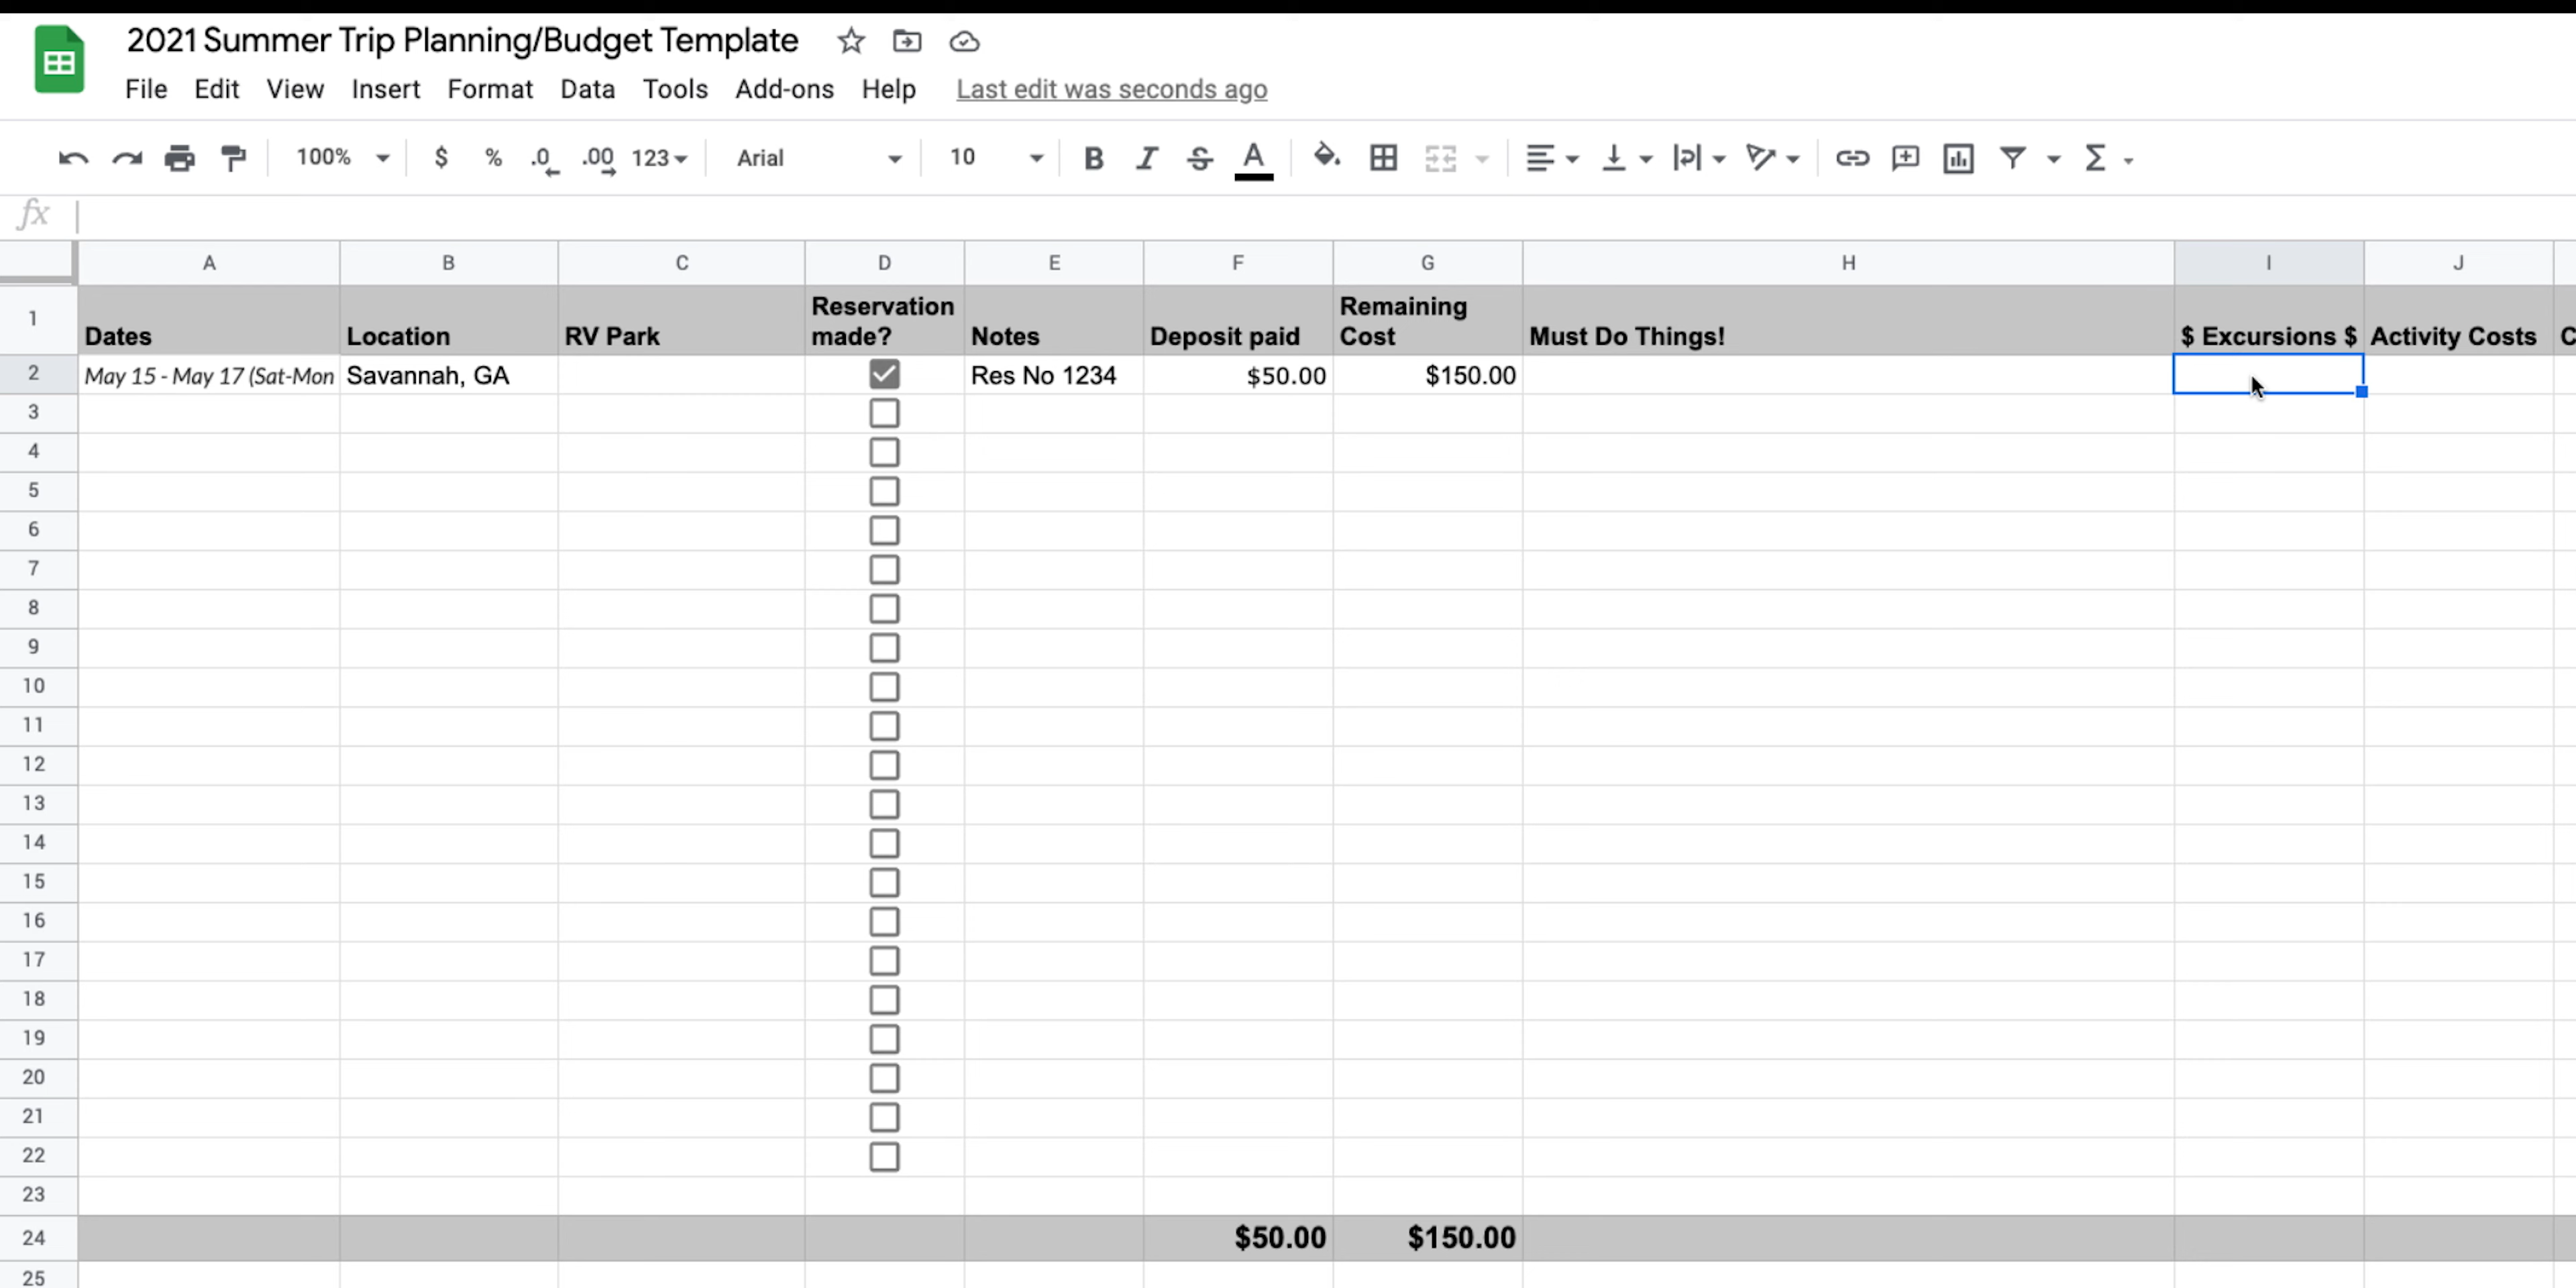 2021 Summer Trip Planning/Budget Template
File Edit View Insert Format Data Tools Add-ons Help Last edit was seconds ago
100% $ % .0 .00 123 Arial 10 B I S A Σ
fx
A B C D E F G H I J
1 Dates Location RV Park Reservation made? Notes Deposit paid Remaining Cost Must Do Things! $ Excursions $ Activity Costs C
2 May 15 - May 17 (Sat-Mon Savannah, GA Res No 1234 $50.00 $150.00
3
4
5
6
7
8
9
10
11
12
13
14
15
16
17
18
19
20
21
22
23
24 $50.00 $150.00
25